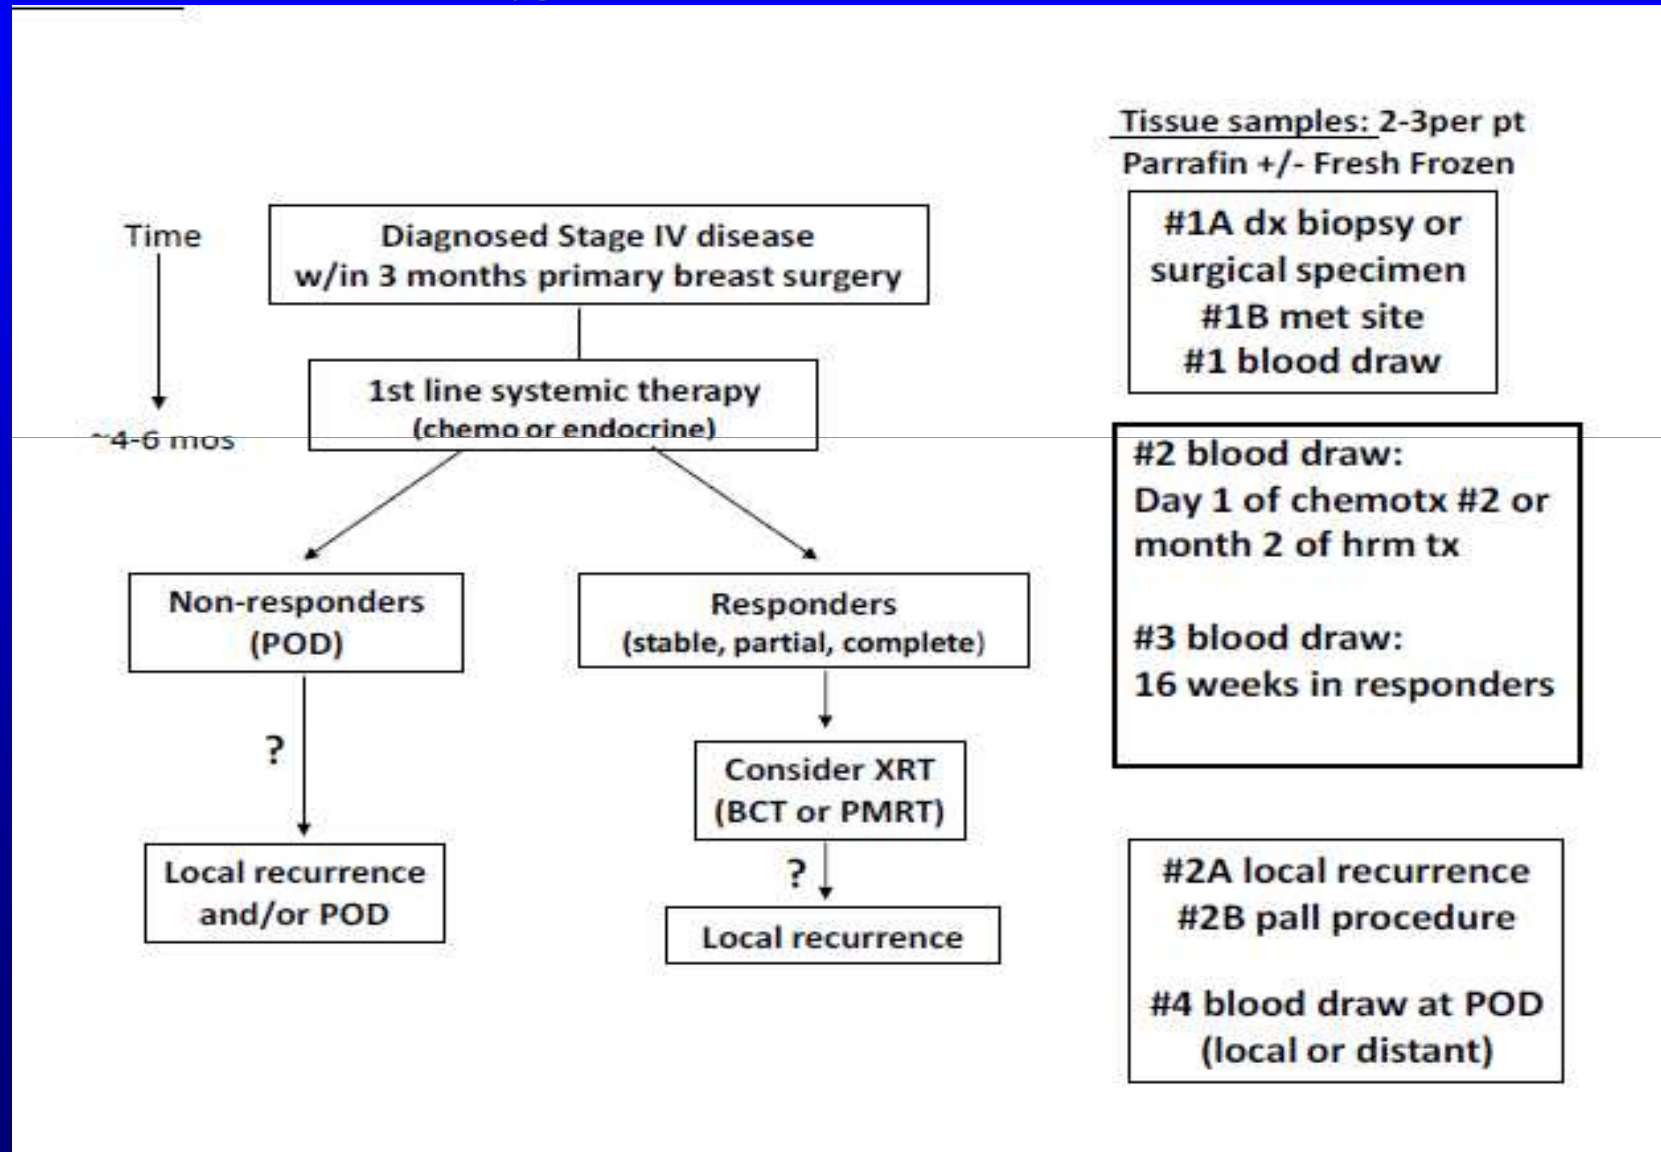 Tissue samples: 2-3per pt
Parrafin +/- Fresh Frozen
Time
~4-6 mos
Diagnosed Stage IV disease
w/in 3 months primary breast surgery
1st line systemic therapy
(chemo or endocrine)
Non-responders
(POD)
Responders
(stable, partial, complete)
?
Consider XRT
(BCT or PMRT)
Local recurrence
and/or POD
?
Local recurrence
#1A dx biopsy or
surgical specimen
#1B met site
#1 blood draw
#2 blood draw:
Day 1 of chemotx #2 or
month 2 of hrm tx
#3 blood draw:
16 weeks in responders
#2A local recurrence
#2B pall procedure
#4 blood draw at POD
(local or distant)